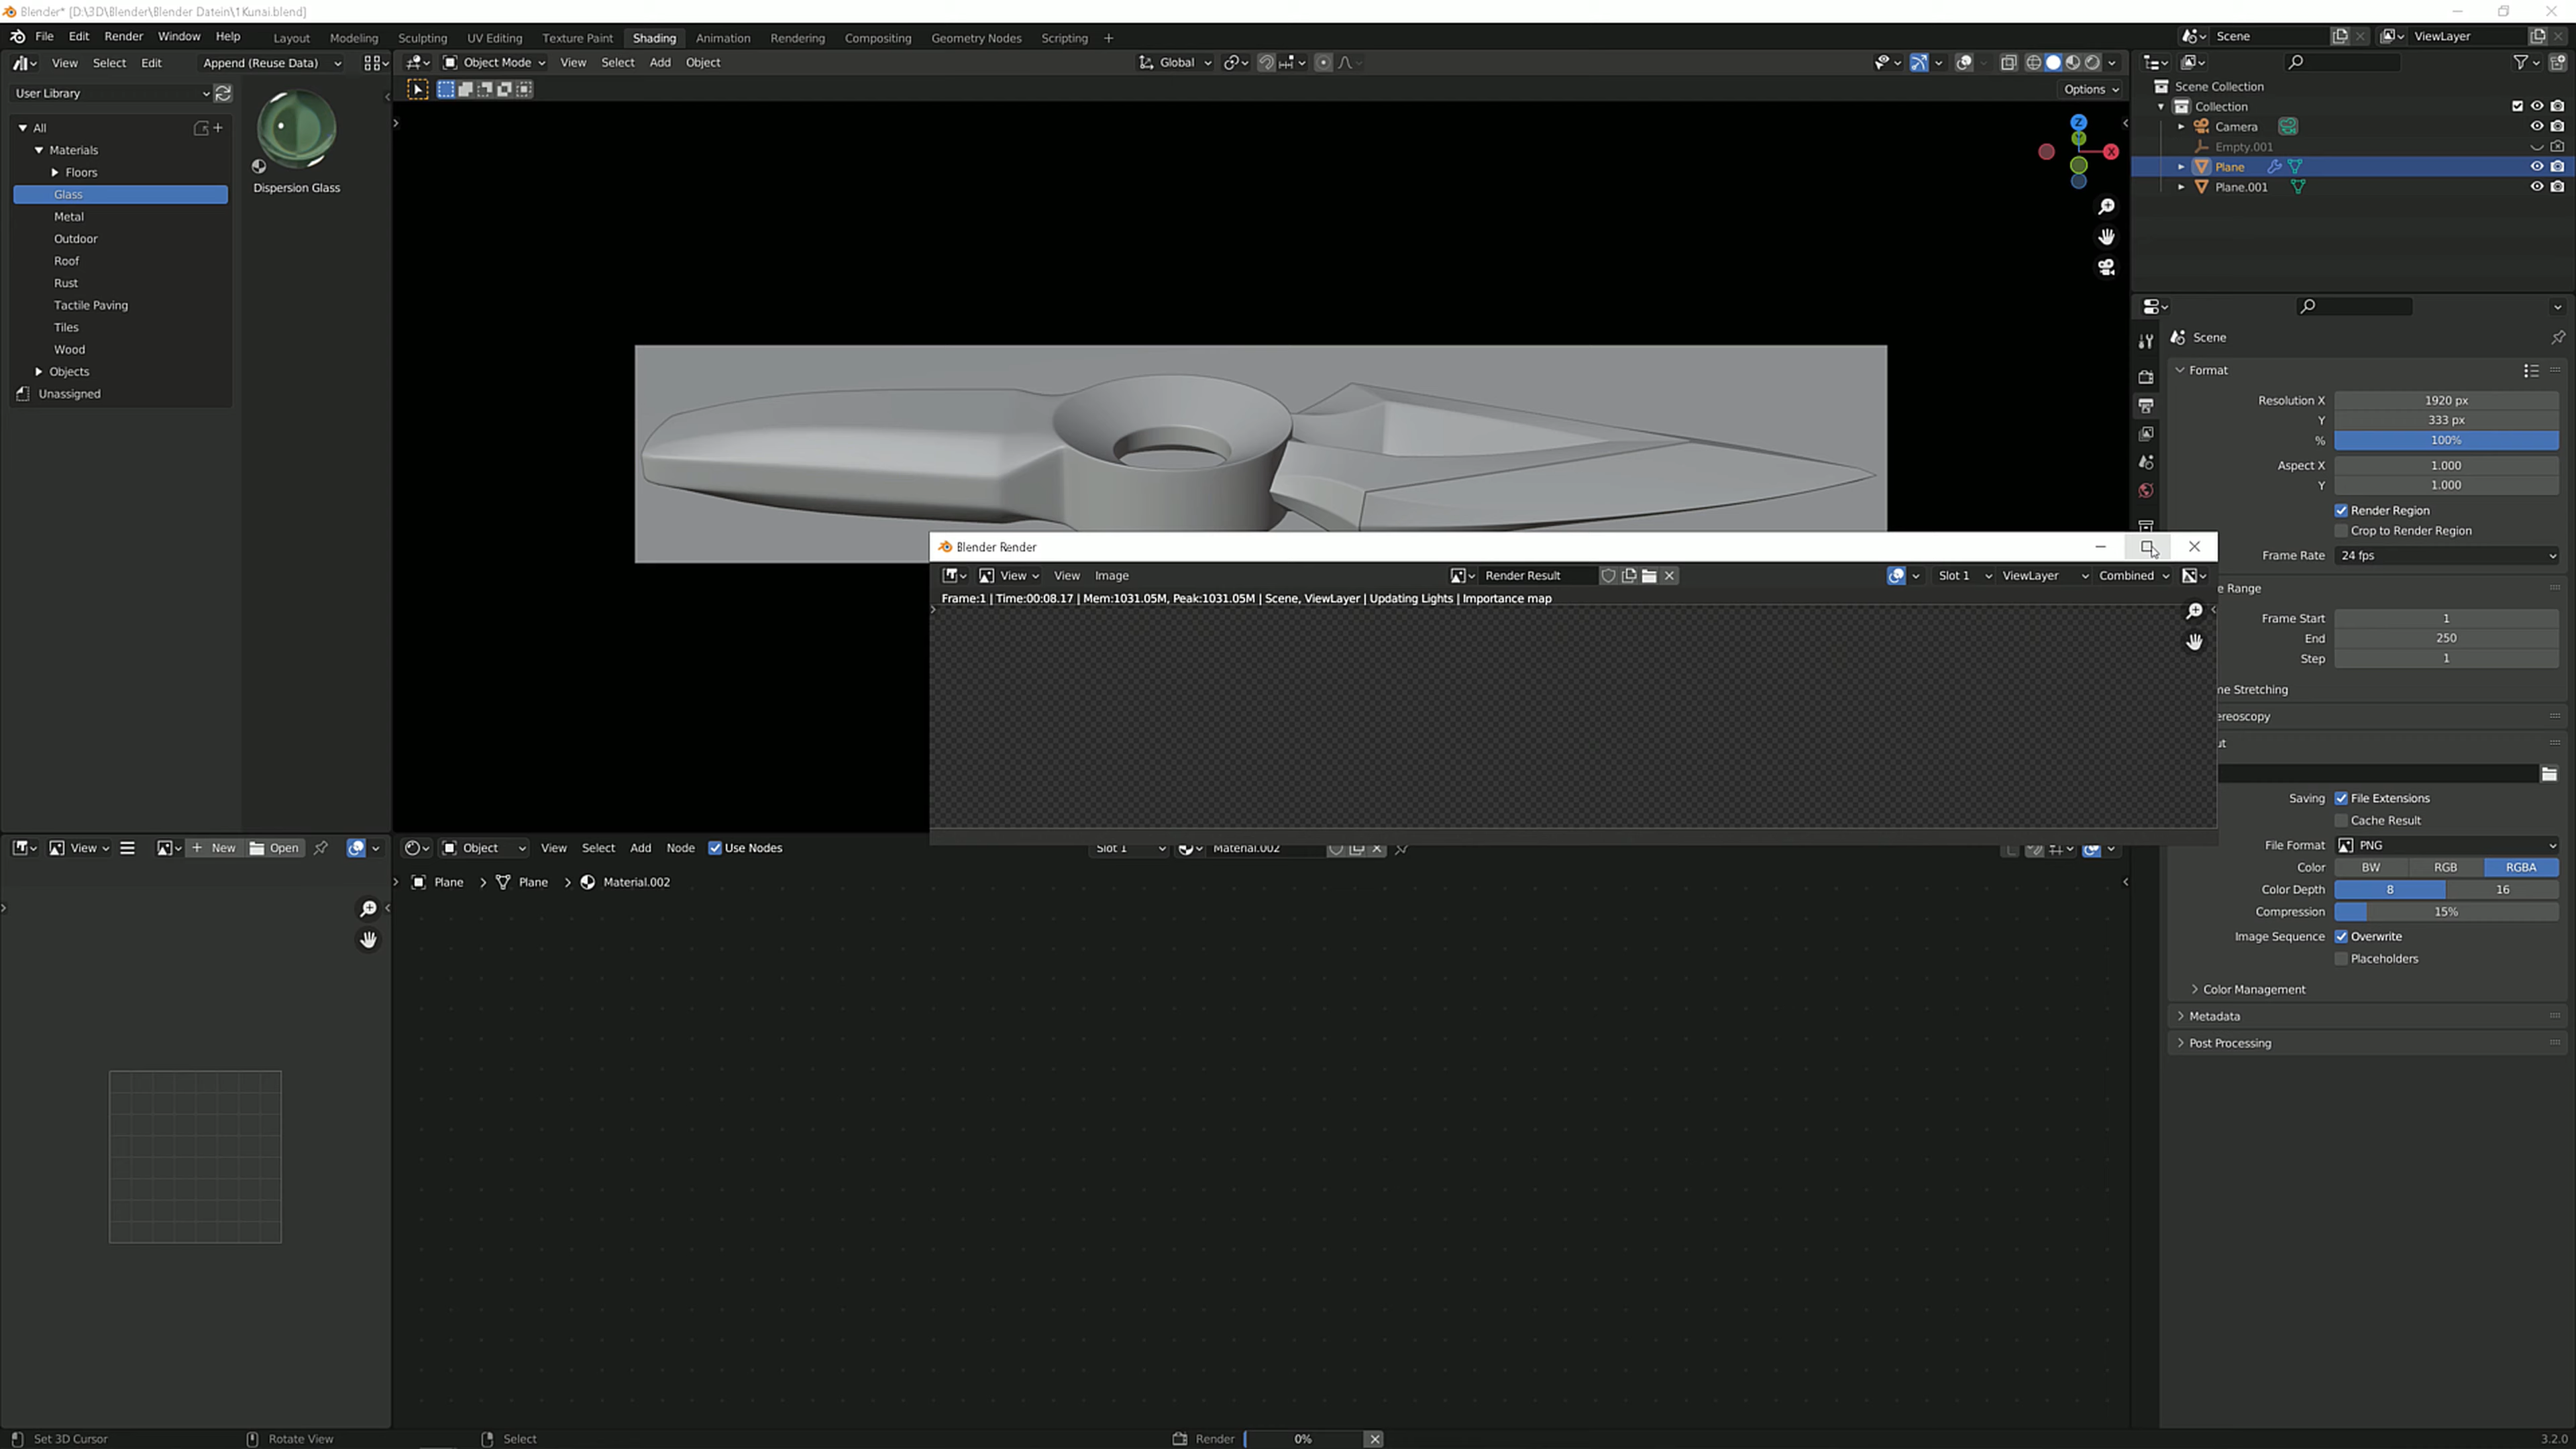 Blender* [D:\3D\Blender\Blender Datein\1Kunai.blend]
File Edit Render Window Help Layout Modeling Sculpting UV Editing Texture Paint Shading Animation Rendering Compositing Geometry Nodes Scripting + Scene ViewLayer
View Select Edit Append (Reuse Data) Object Mode View Select Add Object Global
User Library Options
All
Materials
Floors
Glass
Metal
Outdoor
Roof
Rust
Tactile Paving
Tiles
Wood
Objects
Unassigned
Dispersion Glass
Z
Y
X
Scene Collection
Collection
Camera
Empty.001
Plane
Plane.001
Scene
Format
Resolution X 1920 px
Y 333 px
% 100%
Aspect X 1.000
Y 1.000
Render Region
Crop to Render Region
Frame Rate 24 fps
e Range
Frame Start 1
End 250
Step 1
me Stretching
ereoscopy
ut
Saving File Extensions
Cache Result
File Format PNG
Color BW RGB RGBA
Color Depth 8 16
Compression 15%
Image Sequence Overwrite
Placeholders
Color Management
Metadata
Post Processing
Blender Render
View View Image Render Result Slot 1 ViewLayer Combined
Frame:1 | Time:00:08.17 | Mem:1031.05M, Peak:1031.05M | Scene, ViewLayer | Updating Lights | Importance map
View New Open Object View Select Add Node Use Nodes Slot 1 Material.002
Plane > Plane > Material.002
Set 3D Cursor Rotate View Select Render 0% 3.2.0